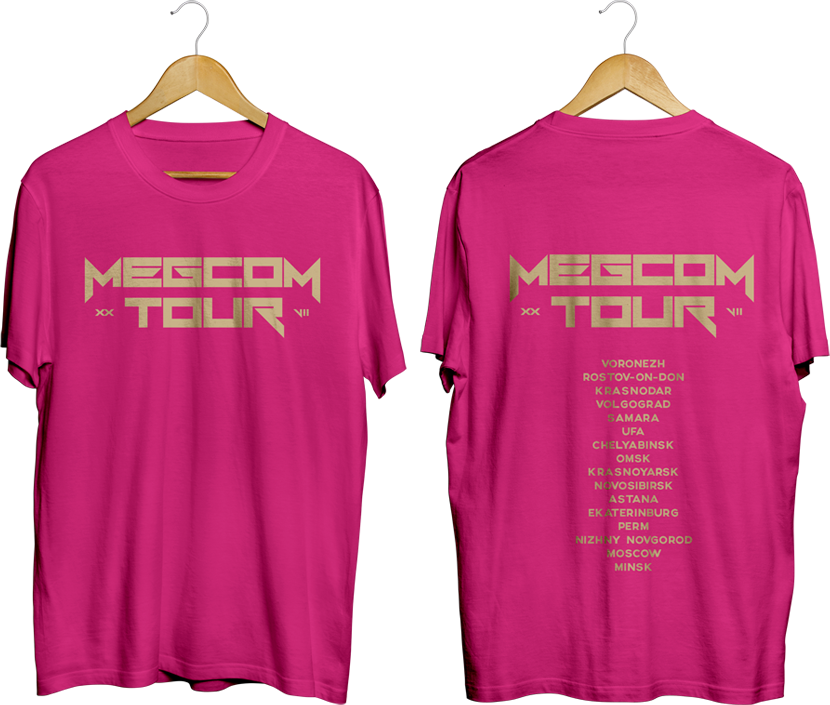 MEGCOM
XX TOUR VII
MEGCOM
XX TOUR VII
VORONEZH
ROSTOV-ON-DON
KRASNODAR
VOLGOGRAD
SAMARA
UFA
CHELYABINSK
OMSK
KRASNOYARSK
NOVOSIBIRSK
ASTANA
EKATERINBURG
PERM
NIZHNY NOVGOROD
MOSCOW
MINSK